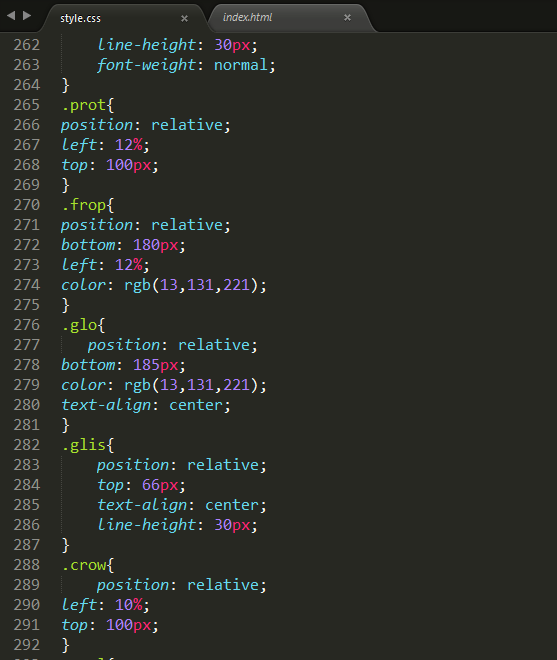 style.css × index.html ×
262 line-height: 30px;
263 font-weight: normal;
264 }
265 .prot{
266 position: relative;
267 left: 12%;
268 top: 100px;
269 }
270 .frop{
271 position: relative;
272 bottom: 180px;
273 left: 12%;
274 color: rgb(13,131,221);
275 }
276 .glo{
277 position: relative;
278 bottom: 185px;
279 color: rgb(13,131,221);
280 text-align: center;
281 }
282 .glis{
283 position: relative;
284 top: 66px;
285 text-align: center;
286 line-height: 30px;
287 }
288 .crow{
289 position: relative;
290 left: 10%;
291 top: 100px;
292 }